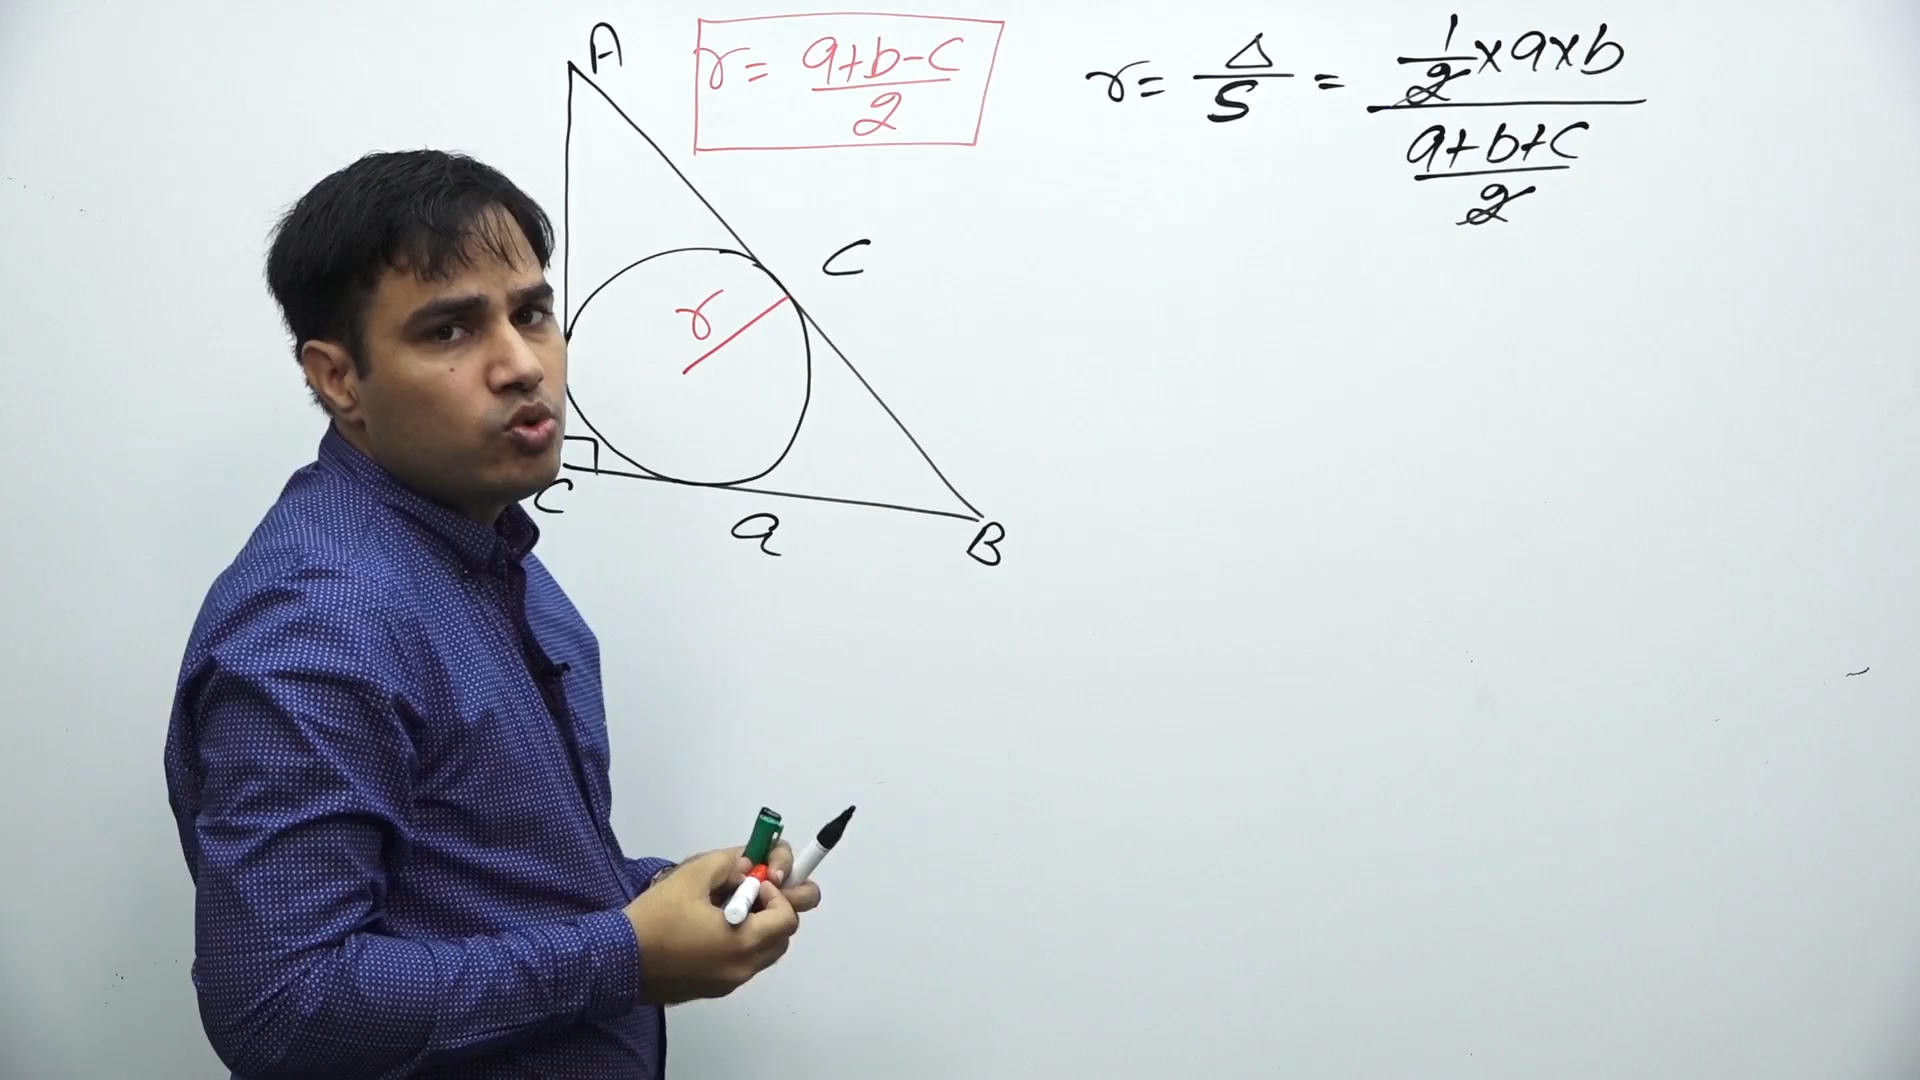 A
r = a+b-c / 2
r = Δ / S = 1/2 × a × b / a+b+c / 2
C
r
C
a
B